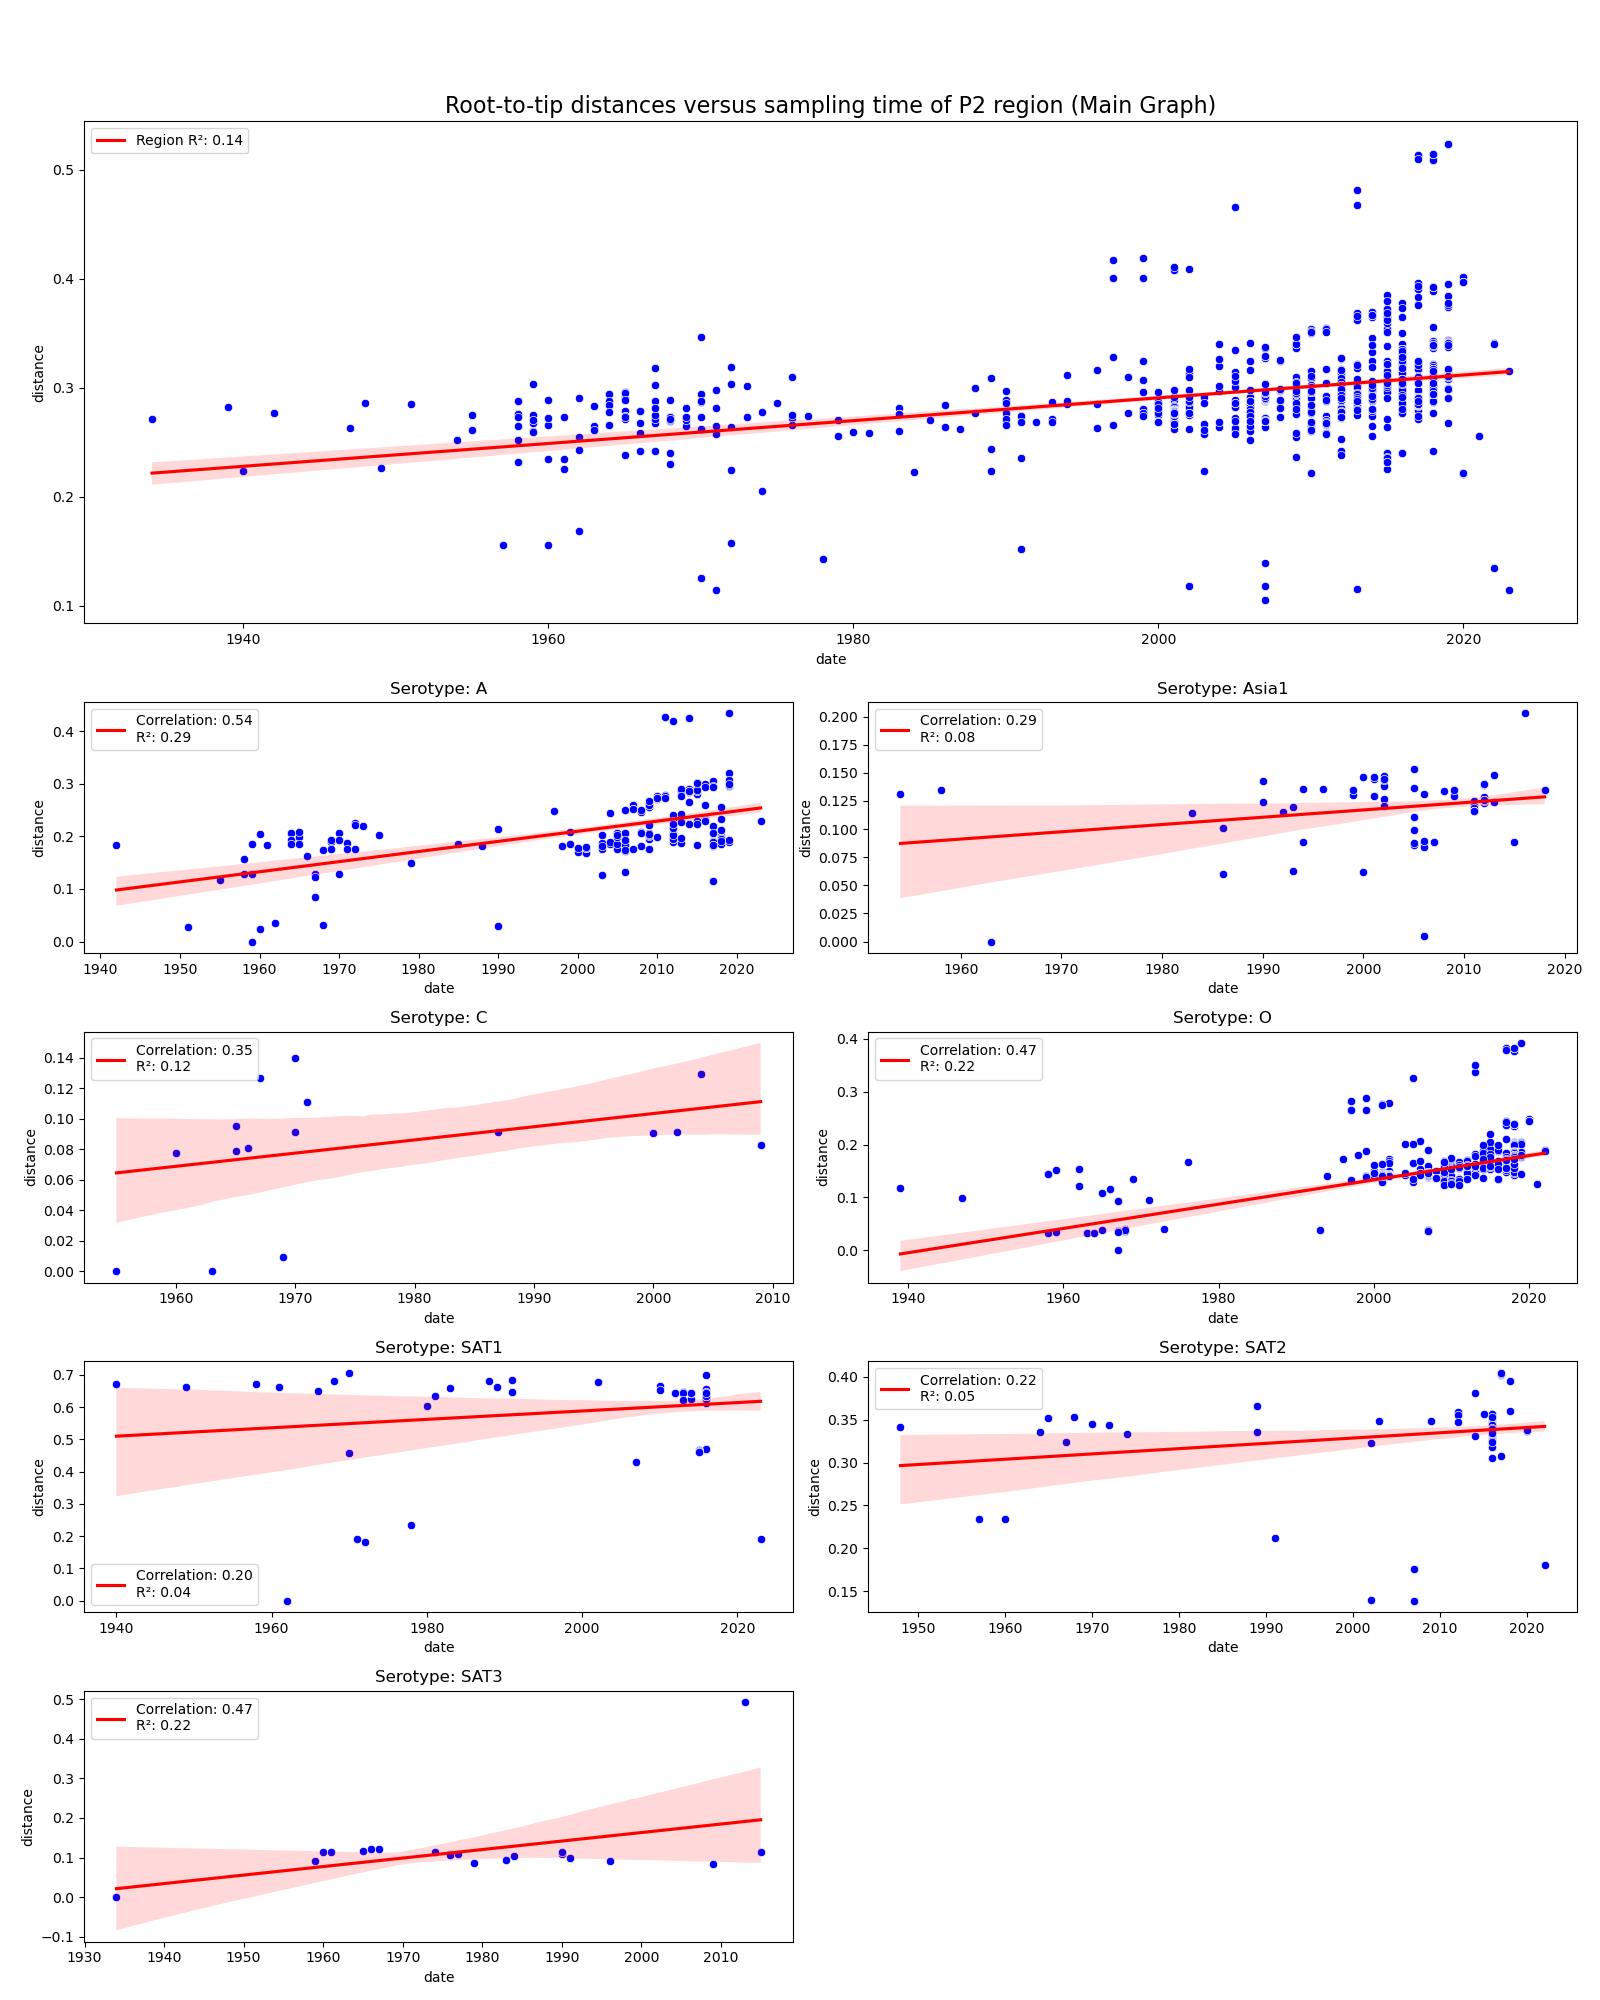 Root-to-tip distances versus sampling time of P2 region (Main Graph)
Region R²: 0.14
0.5
0.4
0.3
0.2
0.1
distance
1940 1960 1980 2000 2020
date
Serotype: A
Correlation: 0.54
R²: 0.29
0.4
0.3
0.2
0.1
0.0
distance
1940 1950 1960 1970 1980 1990 2000 2010 2020
date
Serotype: Asia1
Correlation: 0.29
R²: 0.08
0.200
0.175
0.150
0.125
0.100
0.075
0.050
0.025
0.000
distance
1960 1970 1980 1990 2000 2010 2020
date
Serotype: C
Correlation: 0.35
R²: 0.12
0.14
0.12
0.10
0.08
0.06
0.04
0.02
0.00
distance
1960 1970 1980 1990 2000 2010
date
Serotype: O
Correlation: 0.47
R²: 0.22
0.4
0.3
0.2
0.1
0.0
distance
1940 1960 1980 2000 2020
date
Serotype: SAT1
0.7
0.6
0.5
0.4
0.3
0.2
0.1
0.0
distance
Correlation: 0.20
R²: 0.04
1940 1960 1980 2000 2020
date
Serotype: SAT2
Correlation: 0.22
R²: 0.05
0.40
0.35
0.30
0.25
0.20
0.15
distance
1950 1960 1970 1980 1990 2000 2010 2020
date
Serotype: SAT3
Correlation: 0.47
R²: 0.22
0.5
0.4
0.3
0.2
0.1
0.0
−0.1
distance
1930 1940 1950 1960 1970 1980 1990 2000 2010
date